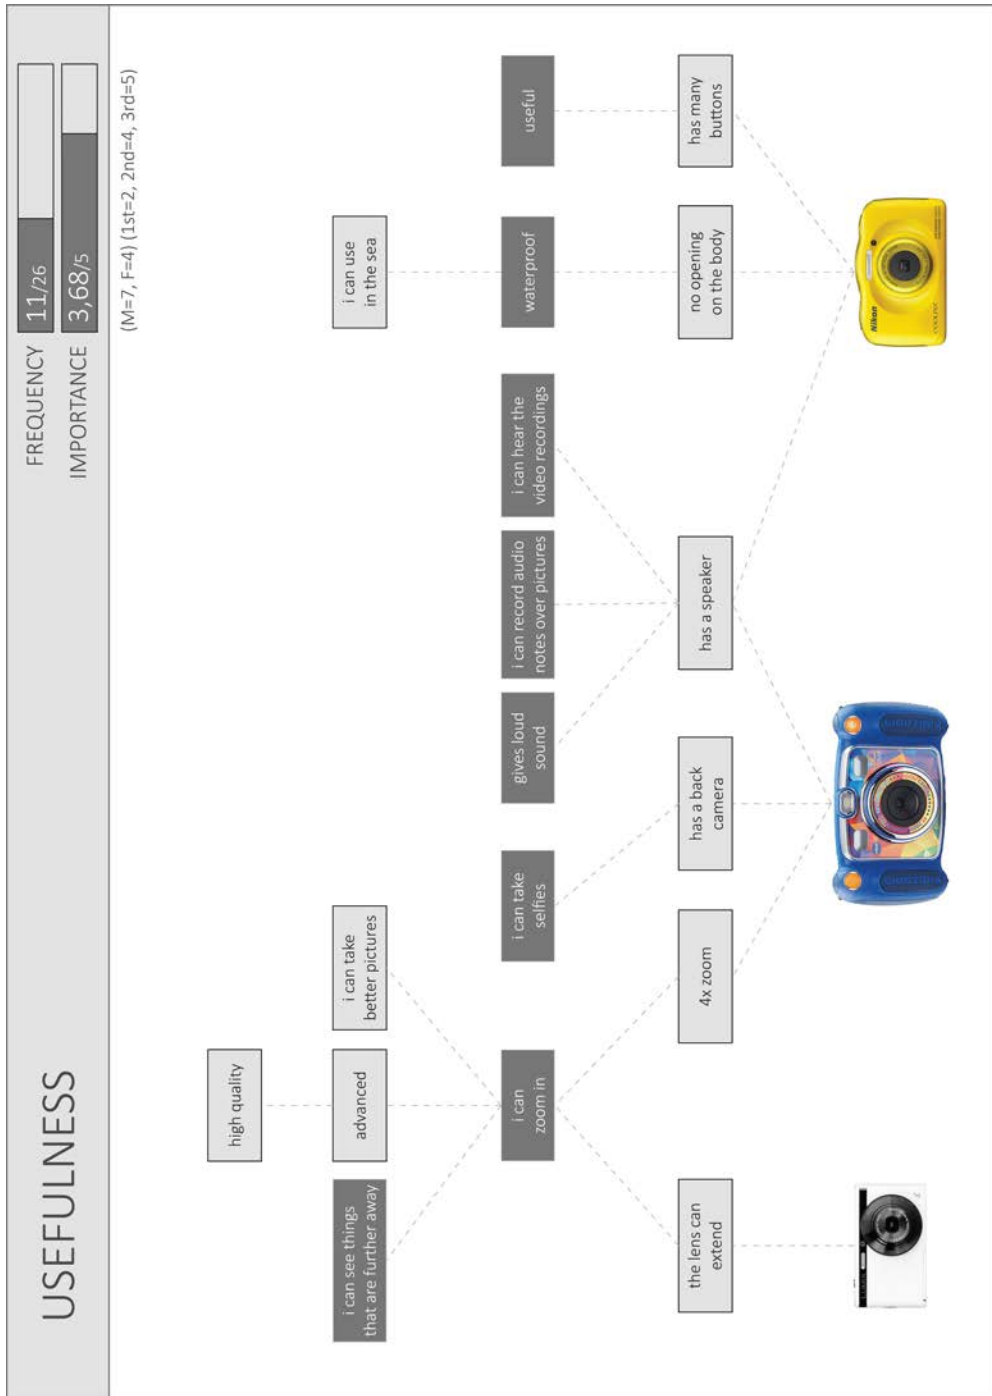 USEFULNESS
FREQUENCY
11/26
IMPORTANCE
3,68/5
(M=7, F=4) (1st=2, 2nd=4, 3rd=5)
high quality
i can see things
that are further away
advanced
i can take
better pictures
i can use
in the sea
i can
zoom in
i can take
selfies
gives loud
sound
i can record audio
notes over pictures
i can hear the
video recordings
waterproof
useful
the lens can
extend
4x zoom
has a back
camera
has a speaker
no opening
on the body
has many
buttons
Nikon
COOLPIX